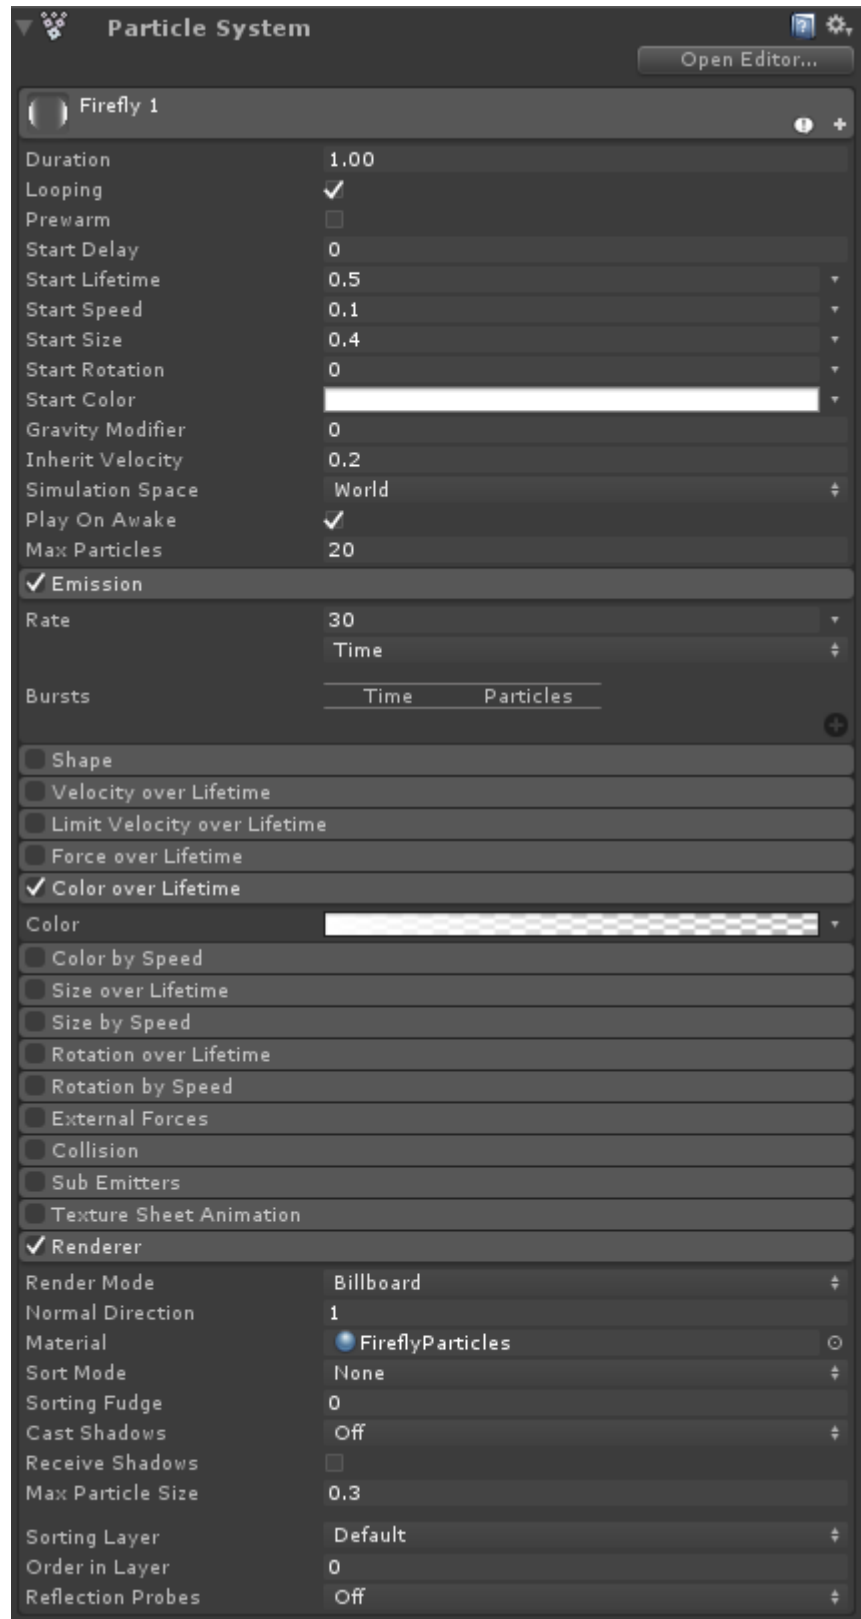 Particle System
Open Editor...
Firefly 1
Duration 1.00
Looping
Prewarm
Start Delay 0
Start Lifetime 0.5
Start Speed 0.1
Start Size 0.4
Start Rotation 0
Start Color
Gravity Modifier 0
Inherit Velocity 0.2
Simulation Space World
Play On Awake
Max Particles 20
Emission
Rate 30
Time
Bursts Time Particles
Shape
Velocity over Lifetime
Limit Velocity over Lifetime
Force over Lifetime
Color over Lifetime
Color
Color by Speed
Size over Lifetime
Size by Speed
Rotation over Lifetime
Rotation by Speed
External Forces
Collision
Sub Emitters
Texture Sheet Animation
Renderer
Render Mode Billboard
Normal Direction 1
Material FireflyParticles
Sort Mode None
Sorting Fudge 0
Cast Shadows Off
Receive Shadows
Max Particle Size 0.3
Sorting Layer Default
Order in Layer 0
Reflection Probes Off